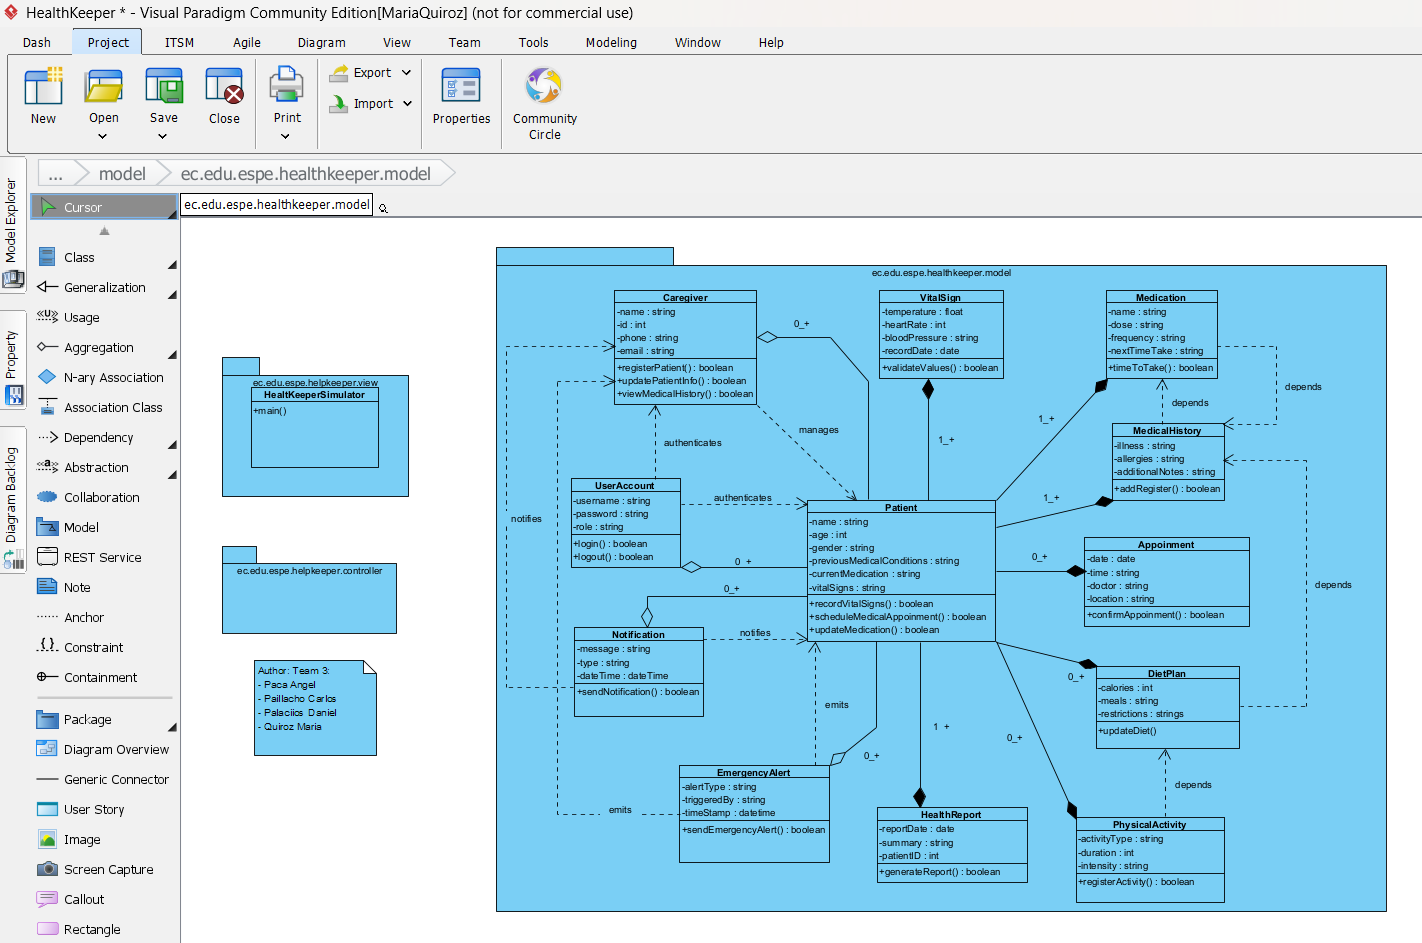 HealthKeeper * - Visual Paradigm Community Edition[MariaQuiroz] (not for commercial use)
Dash Project ITSM Agile Diagram View Team Tools Modeling Window Help
New Open Save Close Print Export Import Properties Community Circle
... model ec.edu.espe.healthkeeper.model
Model Explorer
Property
Diagram Backlog
Cursor
Class
Generalization
Usage
Aggregation
N-ary Association
Association Class
Dependency
Abstraction
Collaboration
Model
REST Service
Note
Anchor
Constraint
Containment
Package
Diagram Overview
Generic Connector
User Story
Image
Screen Capture
Callout
Rectangle
ec.edu.espe.healthkeeper.model
ec.edu.espe.helpkeeper.view
HealtKeeperSimulator
+main()
ec.edu.espe.helpkeeper.controller
Author: Team 3:
- Paca Angel
- Paillacho Carlos
- Palaciios Daniel
- Quiroz Maria
ec.edu.espe.healthkeeper.model
Caregiver
-name : string
-id : int
-phone : string
-email : string
+registerPatient() : boolean
+updatePatientInfo() : boolean
+viewMedicalHistory() : boolean
0_+
VitalSign
-temperature : float
-heartRate : int
-bloodPressure : string
-recordDate : date
+validateValues() : boolean
1_+
Medication
-name : string
-dose : string
-frequency : string
-nextTimeTake : string
+timeToTake() : boolean
depends
depends
1_+
manages
authenticates
MedicalHistory
-illness : string
-allergies : string
-additionalNotes : string
+addRegister() : boolean
1_+
UserAccount
-username : string
-password : string
-role : string
+login() : boolean
+logout() : boolean
authenticates
0 +
notifies
Patient
-name : string
-age : int
-gender : string
-previousMedicalConditions : string
-currentMedication : string
-vitalSigns : string
+recordVitalSigns() : boolean
+scheduleMedicalAppointment() : boolean
+updateMedication() : boolean
0_+
Appoinment
-date : date
-time : string
-doctor : string
-location : string
+confirmAppoinment() : boolean
depends
0_+
Notification
-message : string
-type : string
-dateTime : dateTime
+sendNotification() : boolean
notifies
emits
DietPlan
-calories : int
-meals : string
-restrictions : strings
+updateDiet()
0_+
1 +
0_+
0_+
depends
EmergencyAlert
-alertType : string
-triggeredBy : string
-timeStamp : datetime
+sendEmergencyAlert() : boolean
emits
HealthReport
-reportDate : date
-summary : string
-patientID : int
+generateReport() : boolean
PhysicalActivity
-activityType : string
-duration : int
-intensity : string
+registerActivity() : boolean